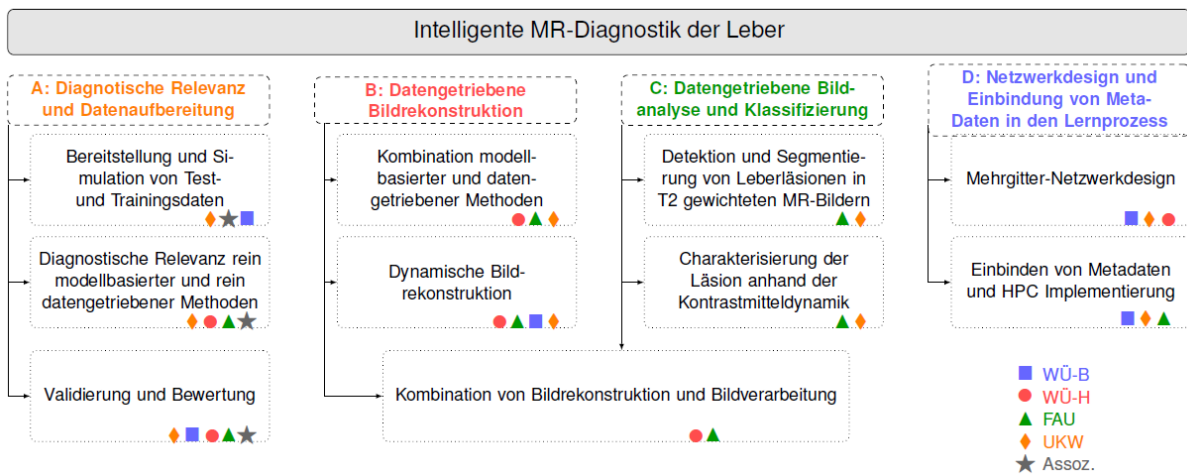 Intelligente MR-Diagnostik der Leber
A: Diagnotische Relevanz
und Datenaufbereitung
Bereitstellung und Si-
mulation von Test-
und Trainingsdaten
Diagnostische Relevanz rein
modellbasierter und rein
datengetriebener Methoden
Validierung und Bewertung
B: Datengetriebene
Bildrekonstruktion
Kombination modell-
basierter und daten-
getriebener Methoden
Dynamische Bild-
rekonstruktion
C: Datengetriebene Bild-
analyse und Klassifizierung
Detektion und Segmentie-
rung von Leberläsionen in
T2 gewichteten MR-Bildern
Charakterisierung der
Läsion anhand der
Kontrastmitteldynamik
Kombination von Bildrekonstruktion und Bildverarbeitung
D: Netzwerkdesign und
Einbindung von Meta-
Daten in den Lernprozess
Mehrgitter-Netzwerkdesign
Einbinden von Metadaten
und HPC Implementierung
WÜ-B
WÜ-H
FAU
UKW
Assoz.